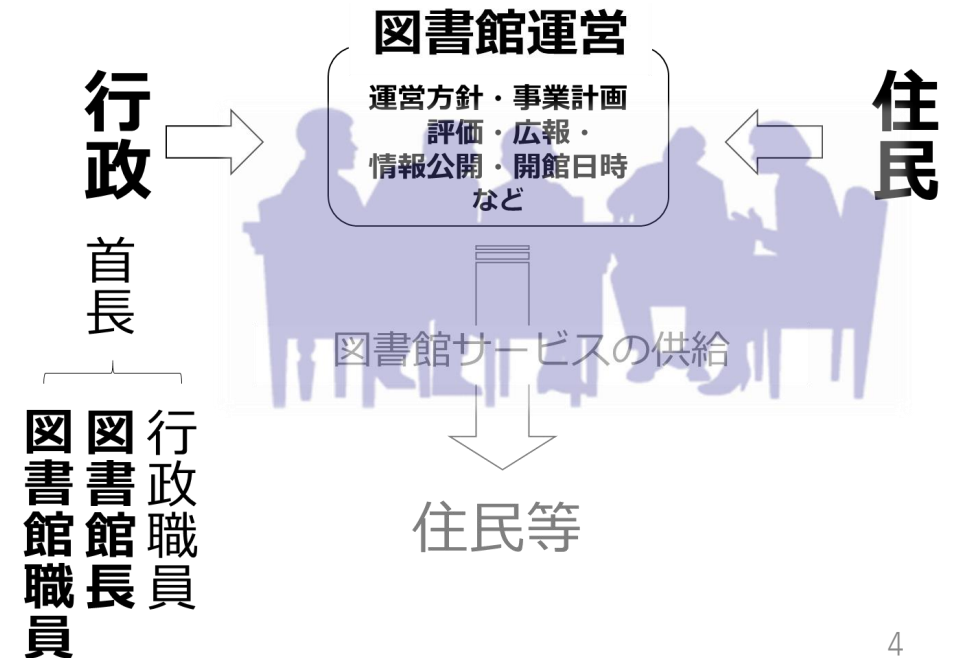 図書館運営
運営方針・事業計画
評価・広報・
情報公開・開館日時
など
行政
住民
首長
図書館サービスの供給
行政職員
図書館長
図書館職員
住民等
4